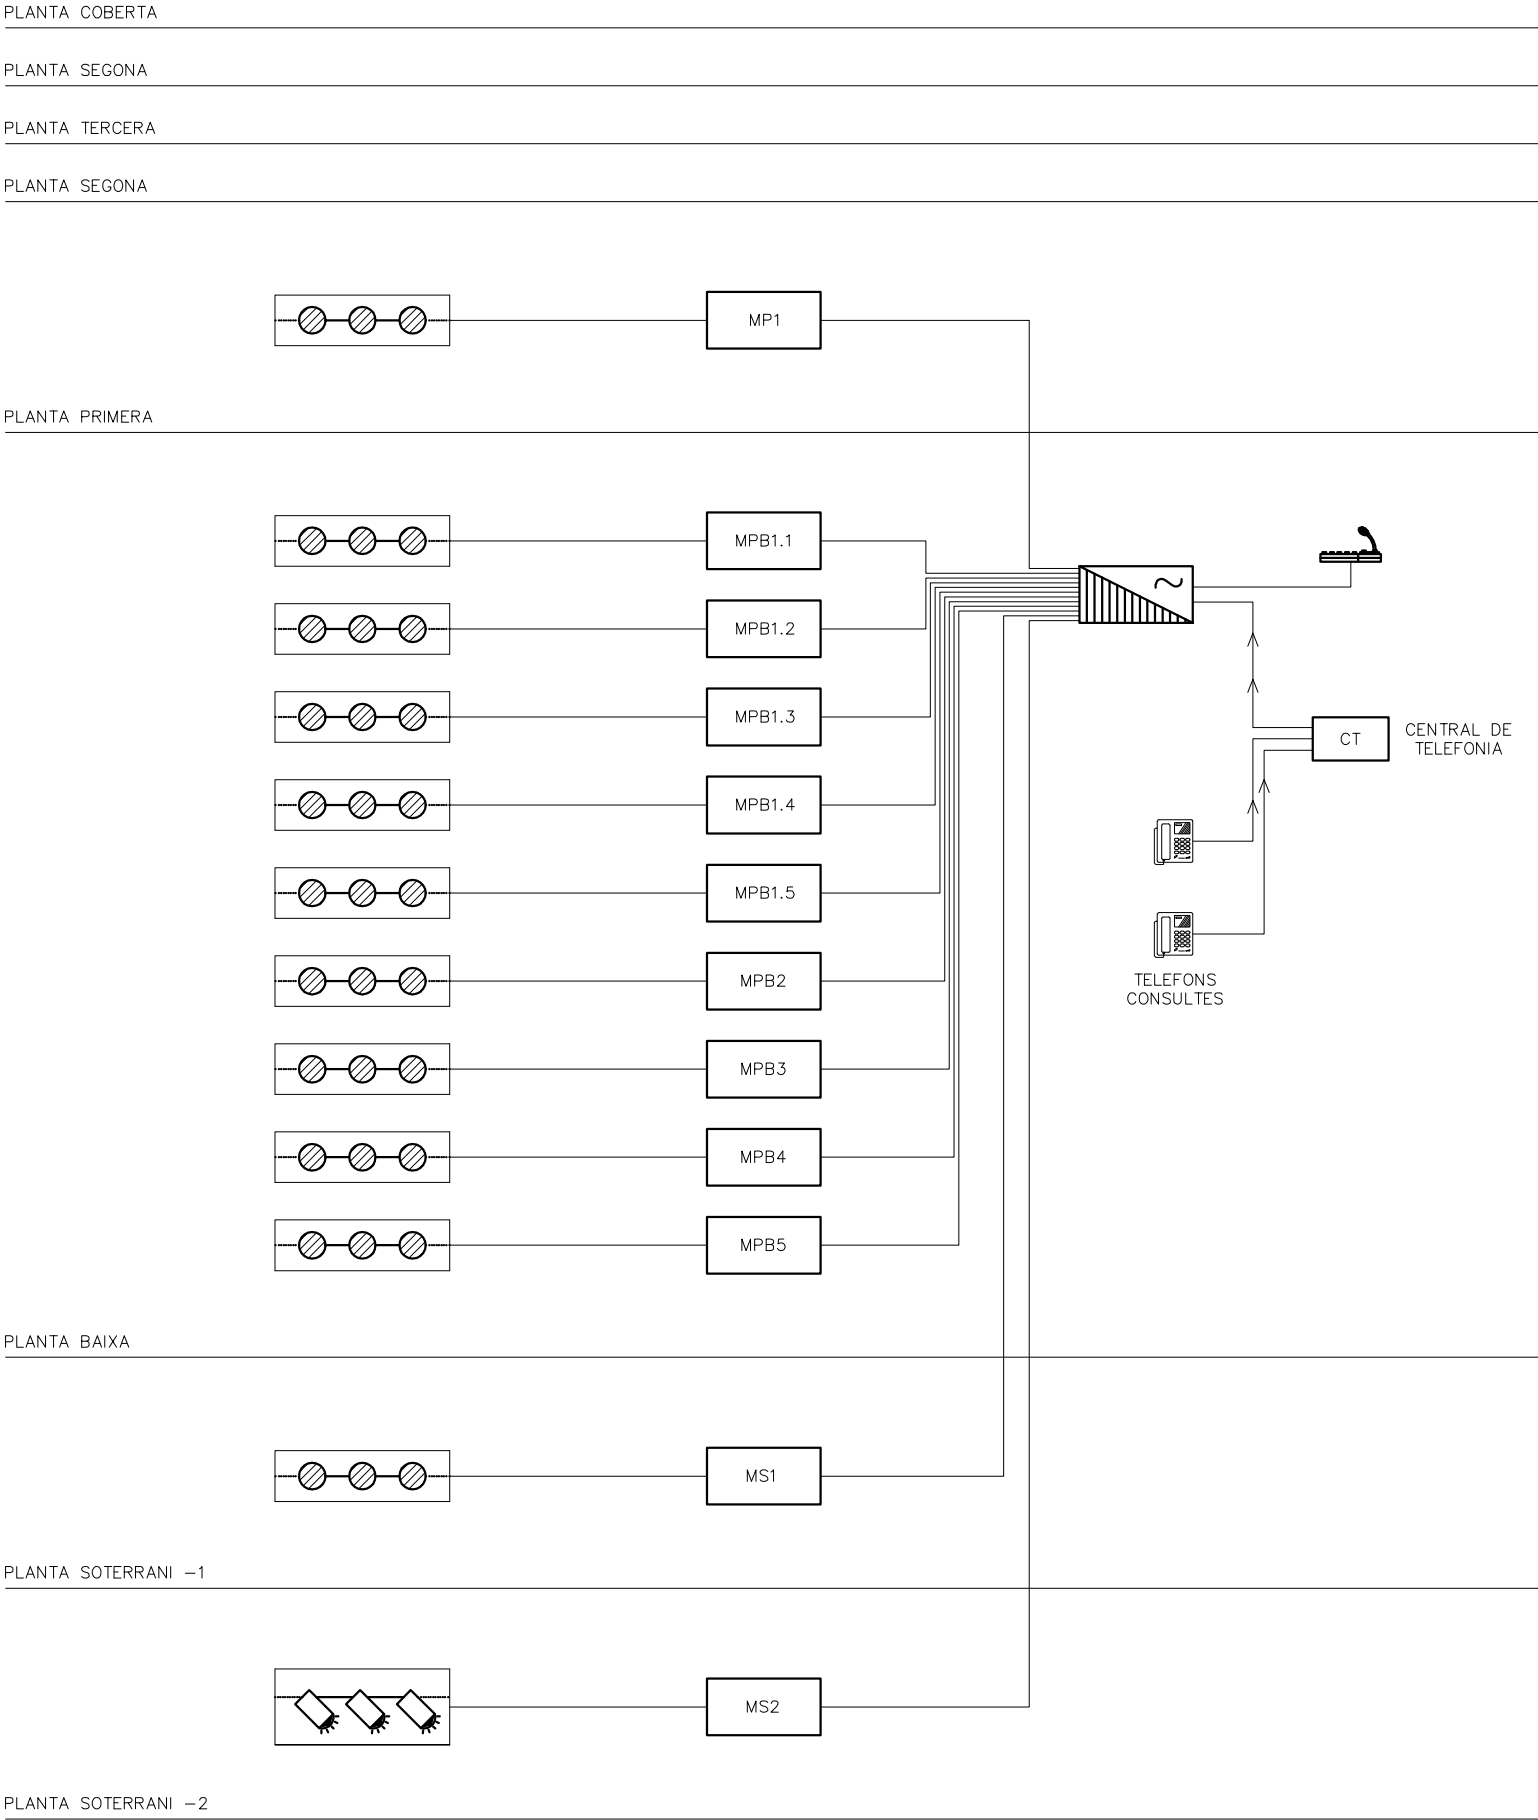 PLANTA COBERTA
PLANTA SEGONA
PLANTA TERCERA
PLANTA SEGONA
MP1
PLANTA PRIMERA
MPB1.1
MPB1.2
MPB1.3
CT
CENTRAL DE
TELEFONIA
MPB1.4
MPB1.5
MPB2
TELEFONS
CONSULTES
MPB3
MPB4
MPB5
PLANTA BAIXA
MS1
PLANTA SOTERRANI -1
MS2
PLANTA SOTERRANI -2